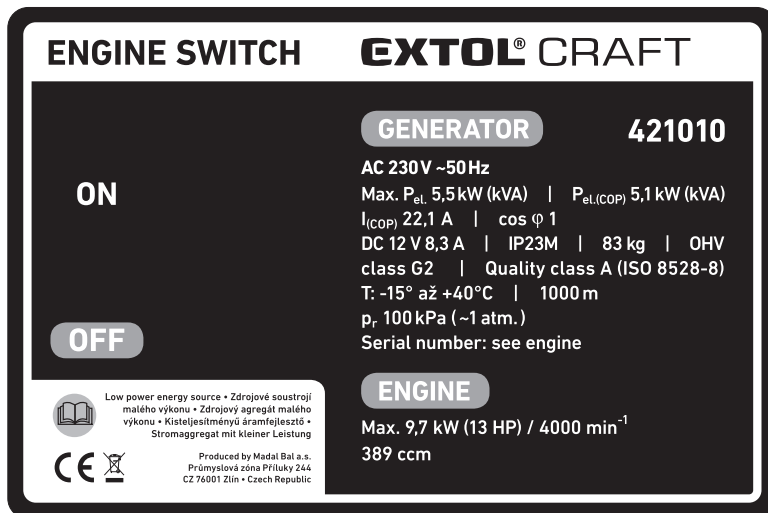 ENGINE SWITCH
EXTOL® CRAFT
ON
OFF
GENERATOR 421010
AC 230V ~50Hz
Max. Pel. 5,5 kW (kVA) | Pel.(COP) 5,1 kW (kVA)
I(COP) 22,1 A | cos φ 1
DC 12 V 8,3 A | IP23M | 83 kg | OHV
class G2 | Quality class A (ISO 8528-8)
T: -15° až +40°C | 1000 m
pr 100 kPa (~1 atm.)
Serial number: see engine
ENGINE
Max. 9,7 kW (13 HP) / 4000 min-1
389 ccm
Low power energy source • Zdrojové soustrojí
malého výkonu • Zdrojový agregát malého
výkonu • Kisteljesítményű áramfejlesztő •
Stromaggregat mit kleiner Leistung
CE
Produced by Madal Bal a.s.
Průmyslová zóna Příluky 244
CZ 76001 Zlín • Czech Republic